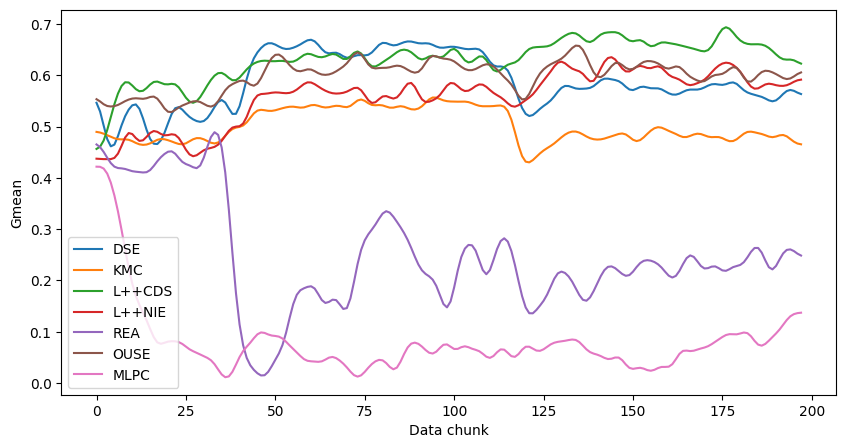 0.7
0.6
0.5
0.4
0.3
0.2
0.1
0.0
Gmean
DSE
KMC
L++CDS
L++NIE
REA
OUSE
MLPC
0 25 50 75 100 125 150 175 200
Data chunk